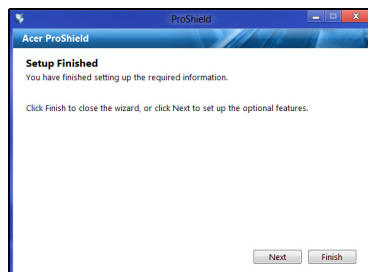 ProShield
Acer ProShield
Setup Finished
You have finished setting up the required information.
Click Finish to close the wizard, or click Next to set up the optional features.
Next
Finish